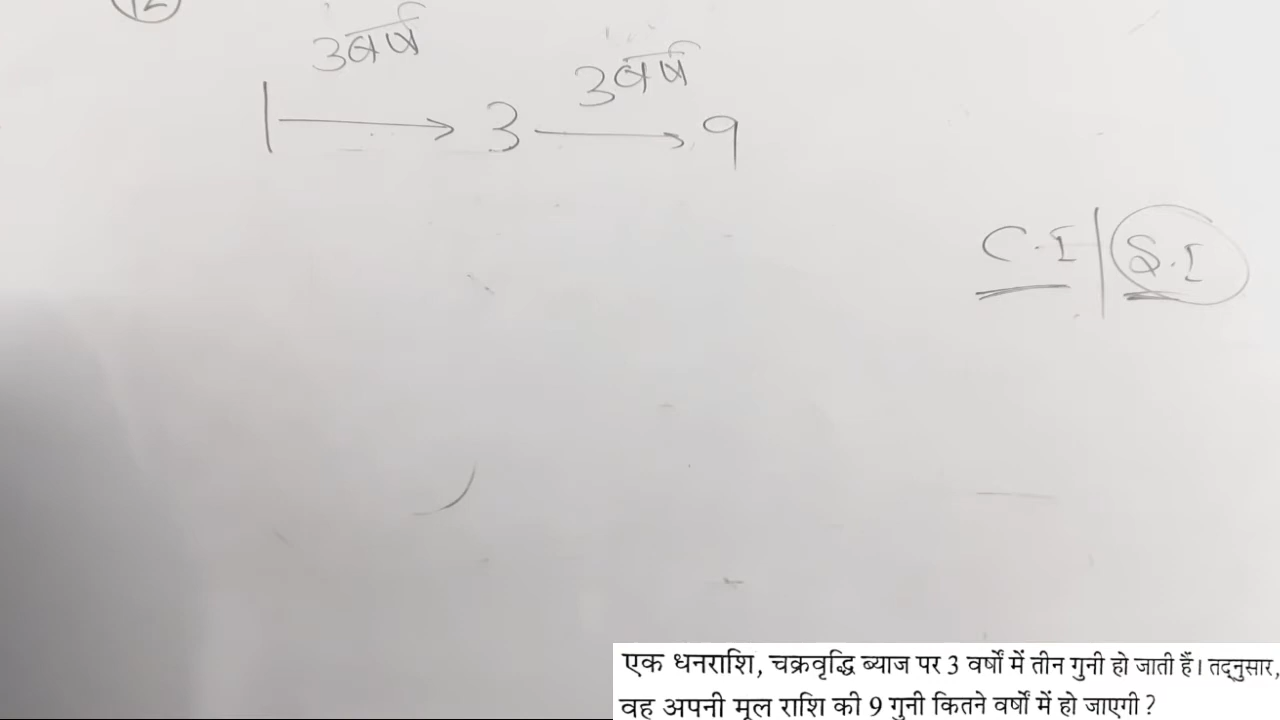 12
3वर्ष
3वर्ष
1 → 3 → 9
C.I | S.I
एक धनराशि, चक्रवृद्धि ब्याज पर 3 वर्षों में तीन गुनी हो जाती हैं। तद्नुसार,
वह अपनी मूल राशि की 9 गुनी कितने वर्षों में हो जाएगी ?